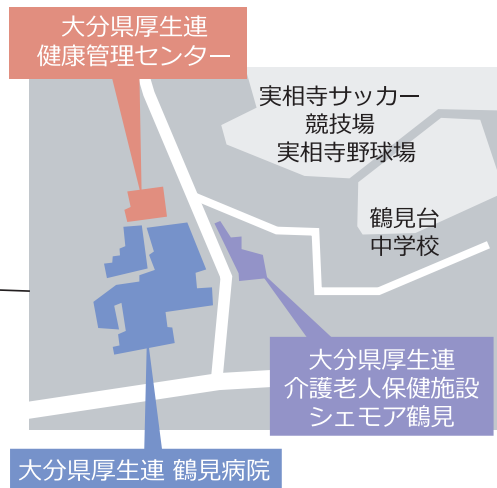 大分県厚生連
健康管理センター
実相寺サッカー
競技場
実相寺野球場
鶴見台
中学校
大分県厚生連
介護老人保健施設
シェモア鶴見
大分県厚生連 鶴見病院